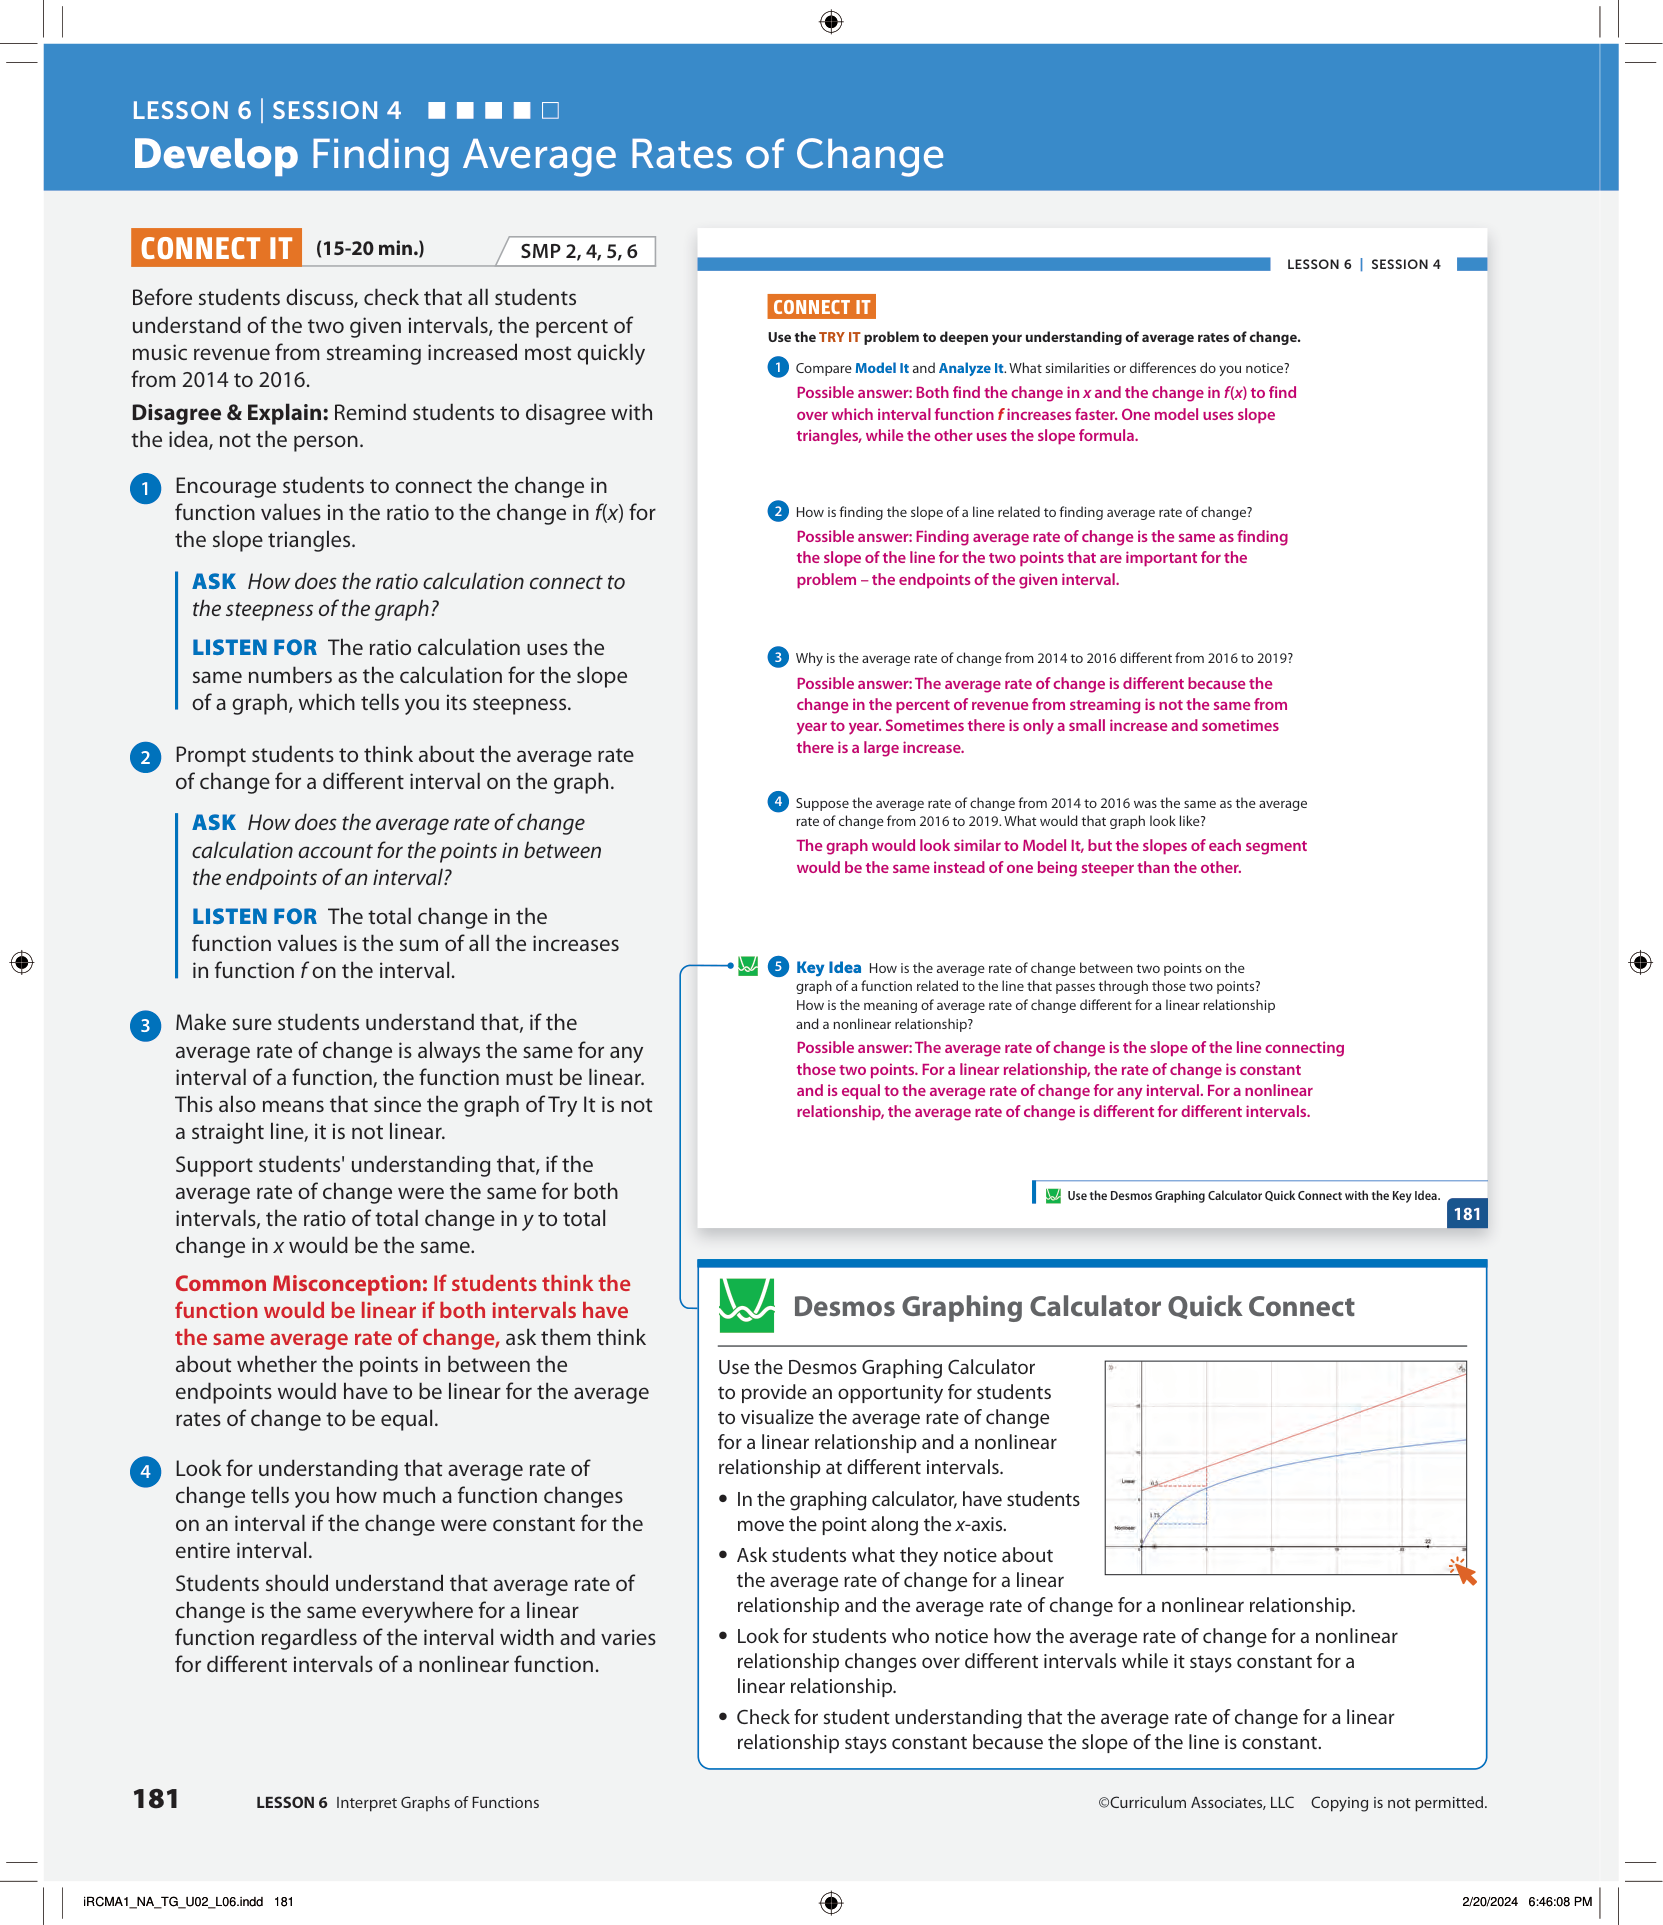 LESSON 6 | SESSION 4
Develop Finding Average Rates of Change
CONNECT IT (15-20 min.) SMP 2, 4, 5, 6
Before students discuss, check that all students
understand of the two given intervals, the percent of
music revenue from streaming increased most quickly
from 2014 to 2016.
Disagree & Explain: Remind students to disagree with
the idea, not the person.
1 Encourage students to connect the change in
function values in the ratio to the change in f(x) for
the slope triangles.
ASK How does the ratio calculation connect to
the steepness of the graph?
LISTEN FOR The ratio calculation uses the
same numbers as the calculation for the slope
of a graph, which tells you its steepness.
2 Prompt students to think about the average rate
of change for a different interval on the graph.
ASK How does the average rate of change
calculation account for the points in between
the endpoints of an interval?
LISTEN FOR The total change in the
function values is the sum of all the increases
in function f on the interval.
3 Make sure students understand that, if the
average rate of change is always the same for any
interval of a function, the function must be linear.
This also means that since the graph of Try It is not
a straight line, it is not linear.
Support students' understanding that, if the
average rate of change were the same for both
intervals, the ratio of total change in y to total
change in x would be the same.
Common Misconception: If students think the
function would be linear if both intervals have
the same average rate of change, ask them think
about whether the points in between the
endpoints would have to be linear for the average
rates of change to be equal.
4 Look for understanding that average rate of
change tells you how much a function changes
on an interval if the change were constant for the
entire interval.
Students should understand that average rate of
change is the same everywhere for a linear
function regardless of the interval width and varies
for different intervals of a nonlinear function.
LESSON 6 | SESSION 4
CONNECT IT
Use the TRY IT problem to deepen your understanding of average rates of change.
1 Compare Model It and Analyze It. What similarities or differences do you notice?
Possible answer: Both find the change in x and the change in f(x) to find
over which interval function f increases faster. One model uses slope
triangles, while the other uses the slope formula.
2 How is finding the slope of a line related to finding average rate of change?
Possible answer: Finding average rate of change is the same as finding
the slope of the line for the two points that are important for the
problem – the endpoints of the given interval.
3 Why is the average rate of change from 2014 to 2016 different from 2016 to 2019?
Possible answer: The average rate of change is different because the
change in the percent of revenue from streaming is not the same from
year to year. Sometimes there is only a small increase and sometimes
there is a large increase.
4 Suppose the average rate of change from 2014 to 2016 was the same as the average
rate of change from 2016 to 2019. What would that graph look like?
The graph would look similar to Model It, but the slopes of each segment
would be the same instead of one being steeper than the other.
5 Key Idea How is the average rate of change between two points on the
graph of a function related to the line that passes through those two points?
How is the meaning of average rate of change different for a linear relationship
and a nonlinear relationship?
Possible answer: The average rate of change is the slope of the line connecting
those two points. For a linear relationship, the rate of change is constant
and is equal to the average rate of change for any interval. For a nonlinear
relationship, the average rate of change is different for different intervals.
Use the Desmos Graphing Calculator Quick Connect with the Key Idea.
181
Desmos Graphing Calculator Quick Connect
Use the Desmos Graphing Calculator
to provide an opportunity for students
to visualize the average rate of change
for a linear relationship and a nonlinear
relationship at different intervals.
• In the graphing calculator, have students
move the point along the x-axis.
• Ask students what they notice about
the average rate of change for a linear
relationship and the average rate of change for a nonlinear relationship.
• Look for students who notice how the average rate of change for a nonlinear
relationship changes over different intervals while it stays constant for a
linear relationship.
• Check for student understanding that the average rate of change for a linear
relationship stays constant because the slope of the line is constant.
Linear
Nonlinear
22
181 LESSON 6 Interpret Graphs of Functions
©Curriculum Associates, LLC Copying is not permitted.
iRCMA1_NA_TG_U02_L06.indd 181
2/20/2024 6:46:08 PM